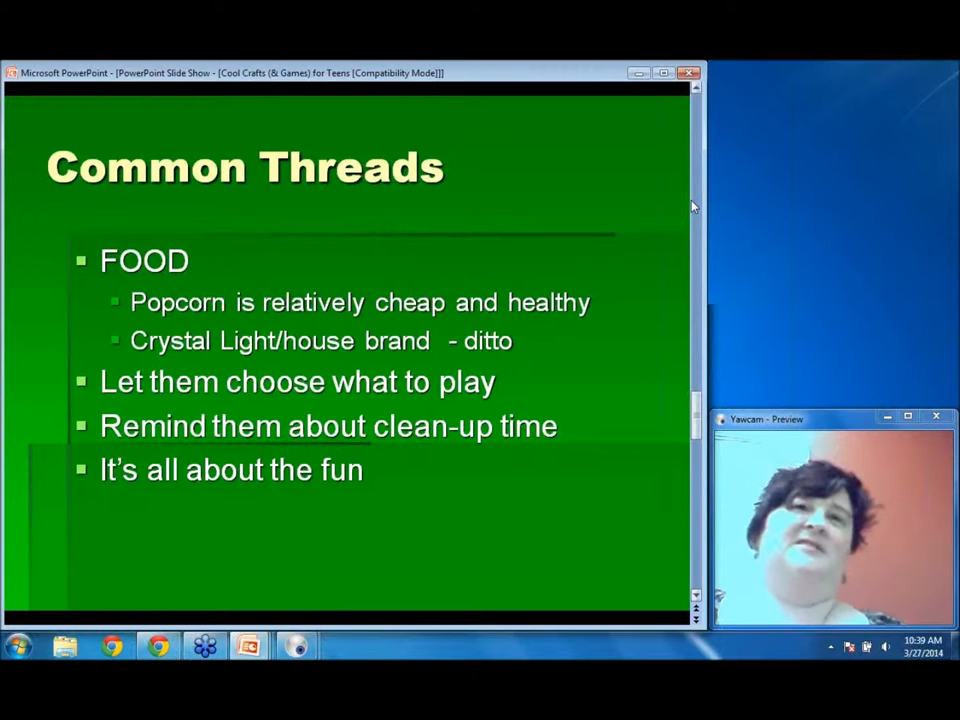 Microsoft PowerPoint - [PowerPoint Slide Show - [Cool Crafts (& Games) for Teens [Compatibility Mode]]]
Common Threads
FOOD
Popcorn is relatively cheap and healthy
Crystal Light/house brand - ditto
Let them choose what to play
Remind them about clean-up time
It's all about the fun
Yawcam - Preview
10:39 AM
3/27/2014